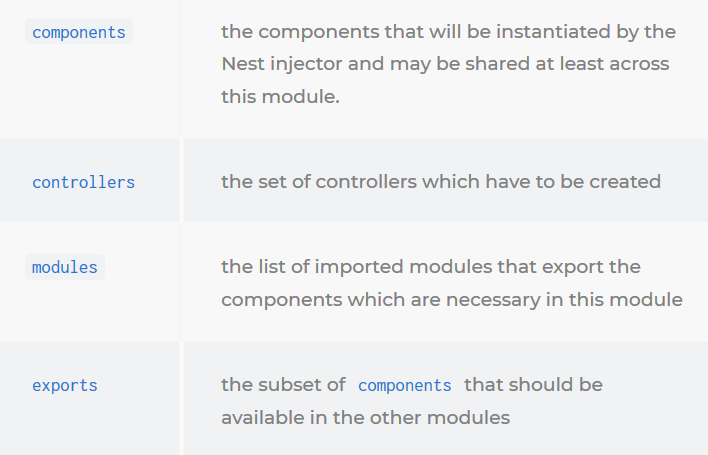 components
the components that will be instantiated by the
Nest injector and may be shared at least across
this module.
controllers
the set of controllers which have to be created
modules
the list of imported modules that export the
components which are necessary in this module
exports
the subset of components that should be
available in the other modules